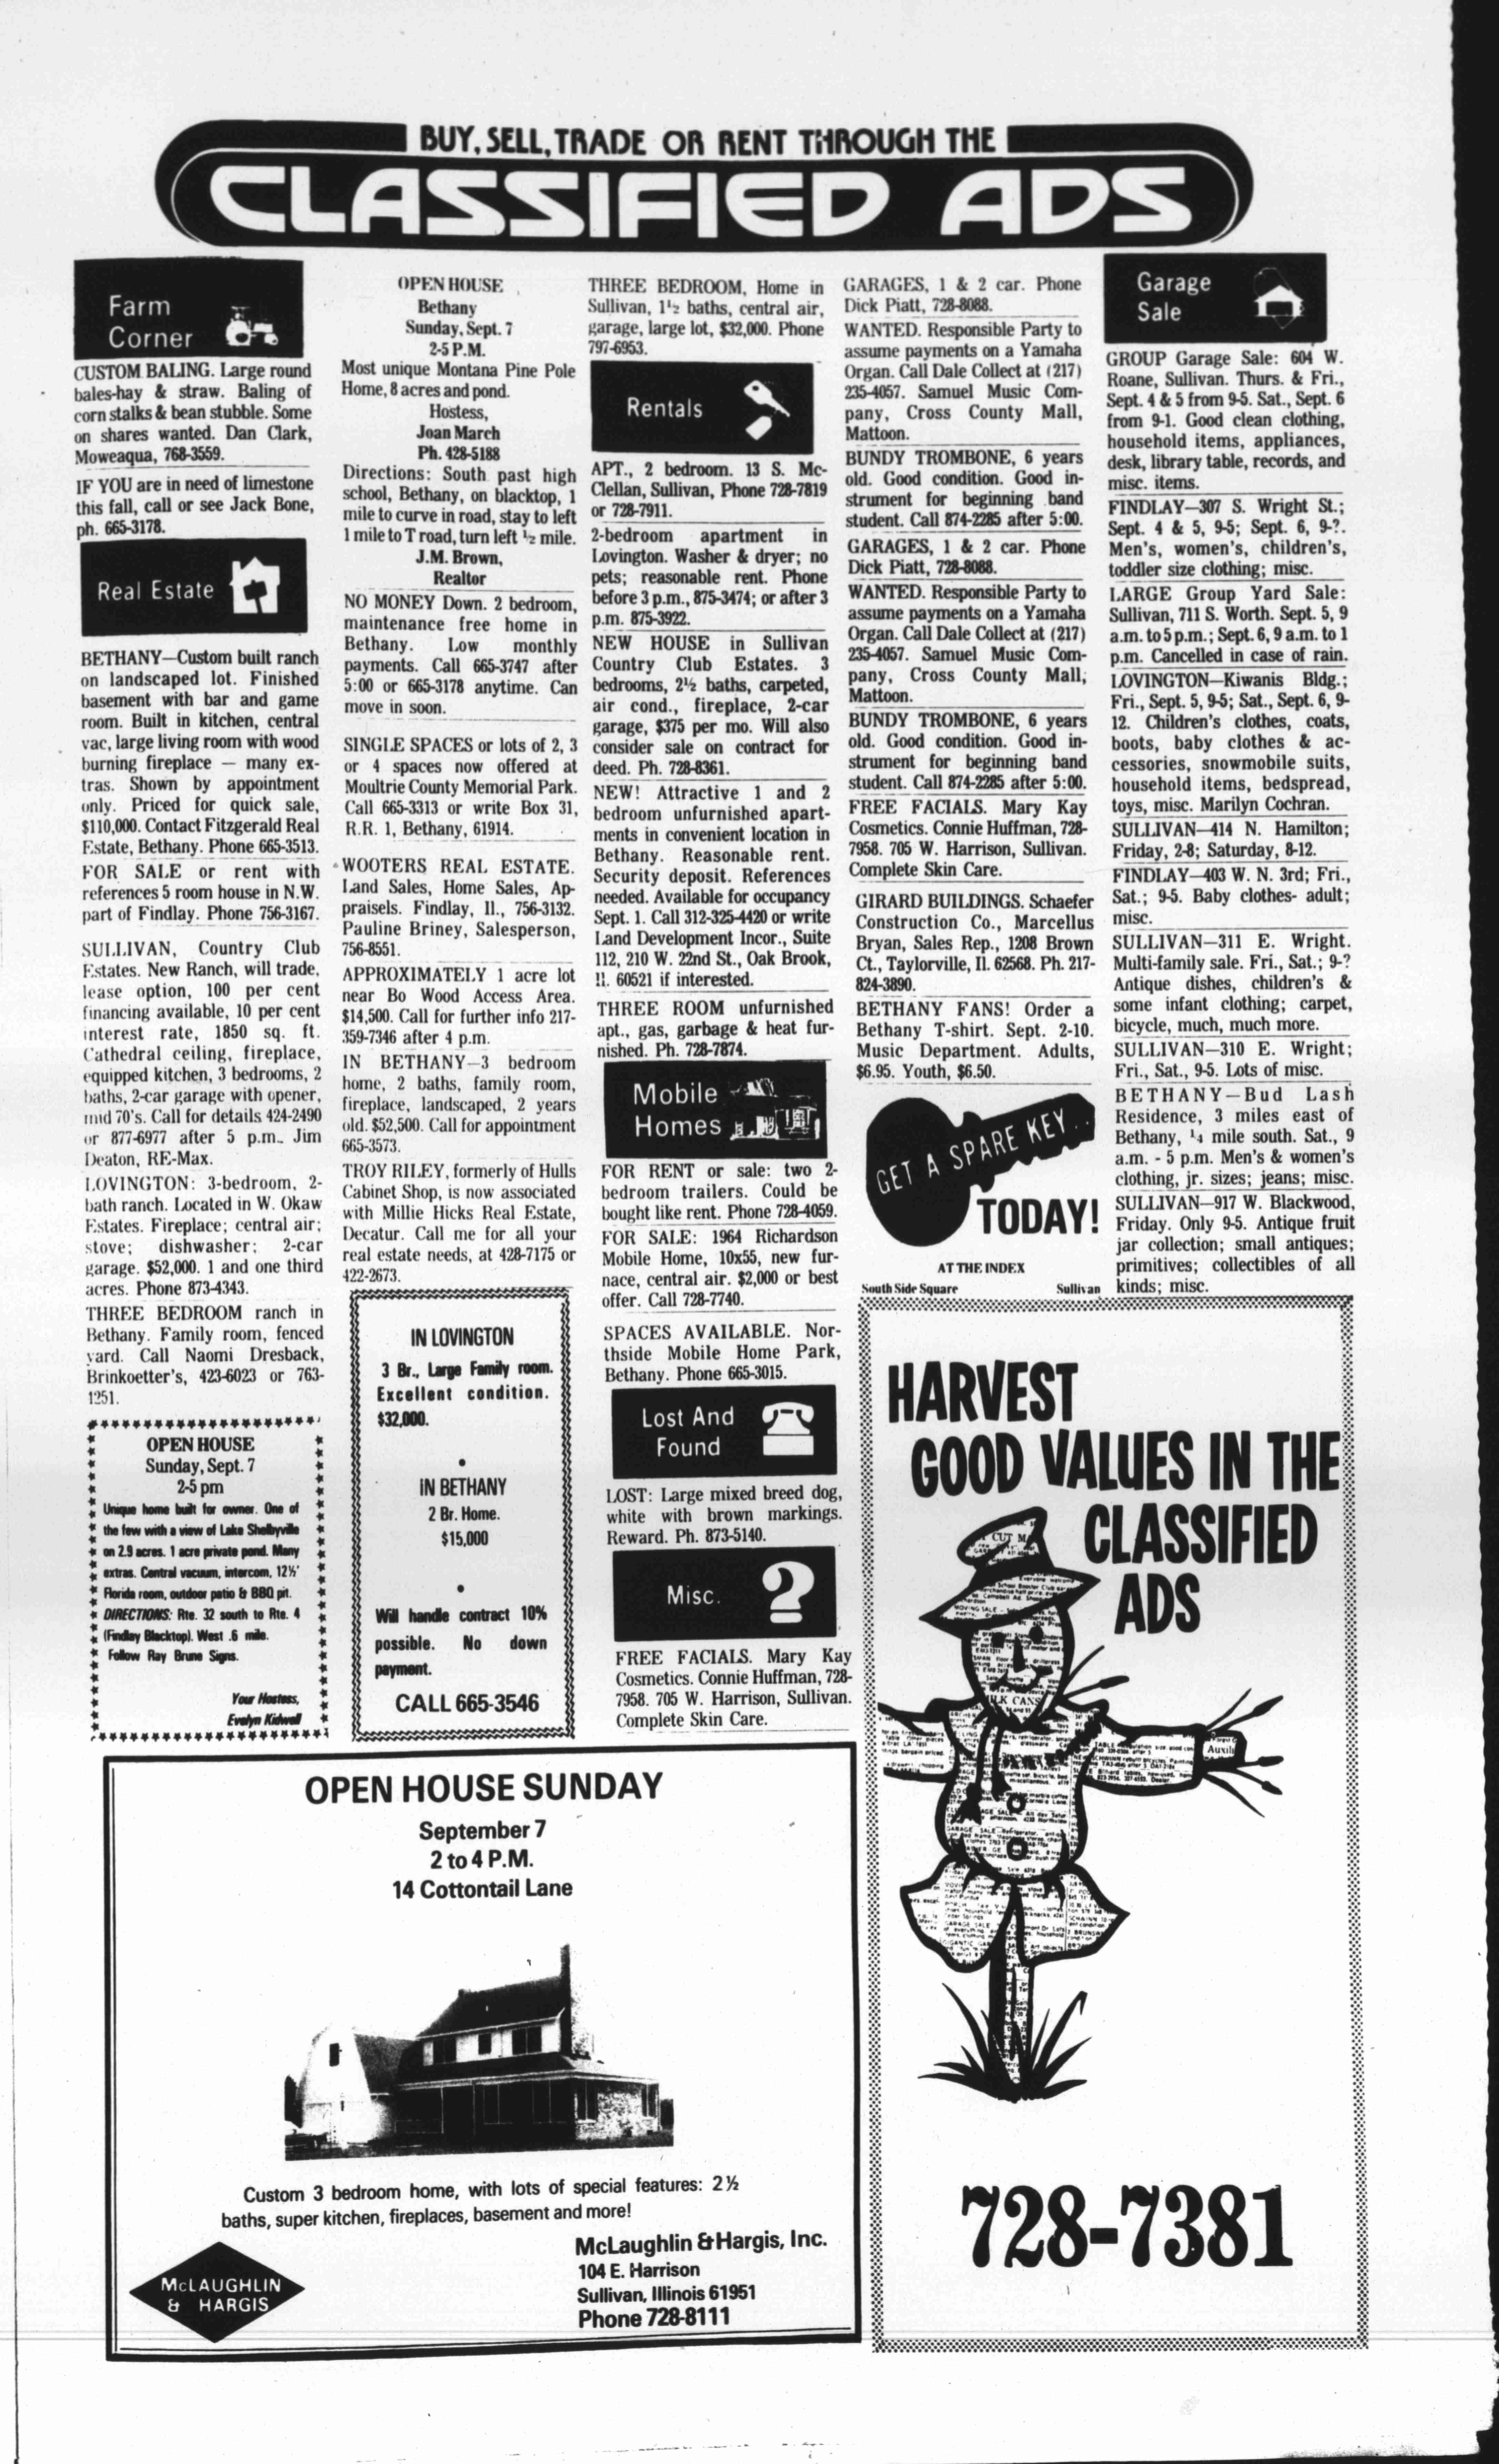 BUY, SELL, TRADE OR RENT THROUGH THE
CLASSIFIED ADS
Farm
Corner
CUSTOM BALING. Large round
bales-hay & straw. Baling of
corn stalks & bean stubble. Some
on shares wanted. Dan Clark,
Moweaqua, 768-3559.
IF YOU are in need of limestone
this fall, call or see Jack Bone,
ph. 665-3178.
Real Estate
BETHANY—Custom built ranch
on landscaped lot. Finished
basement with bar and game
room. Built in kitchen, central
vac, large living room with wood
burning fireplace — many ex-
tras. Shown by appointment
only. Priced for quick sale,
$110,000. Contact Fitzgerald Real
Estate, Bethany. Phone 665-3513.
FOR SALE or rent with
references 5 room house in N.W.
part of Findlay. Phone 756-3167.
SULLIVAN, Country Club
Estates. New Ranch, will trade,
lease option, 100 per cent
financing available, 10 per cent
interest rate, 1850 sq. ft.
Cathedral ceiling, fireplace,
equipped kitchen, 3 bedrooms, 2
baths, 2-car garage with opener,
mid 70's. Call for details 424-2490
or 877-6977 after 5 p.m. Jim
Deaton, RE-Max.
LOVINGTON: 3-bedroom, 2-
bath ranch. Located in W. Okaw
Estates. Fireplace; central air;
stove; dishwasher; 2-car
garage. $52,000. 1 and one third
acres. Phone 873-4343.
THREE BEDROOM ranch in
Bethany. Family room, fenced
yard. Call Naomi Dresback,
Brinkoetter's, 423-6023 or 763-
1251.
OPEN HOUSE
Sunday, Sept. 7
2-5 pm
Unique home built for owner. One of
the few with a view of Lake Shelbyville
on 2.9 acres. 1 acre private pond. Many
extras. Central vacuum, intercom, 12½'
Florida room, outdoor patio & BBQ pit.
DIRECTIONS: Rte. 32 south to Rte. 4
(Findlay Blacktop). West .6 mile.
Follow Ray Brune Signs.
Your Hostess,
Evelyn Kidwell
OPEN HOUSE
Bethany
Sunday, Sept. 7
2-5 P.M.
Most unique Montana Pine Pole
Home, 8 acres and pond.
Hostess,
Joan March
Ph. 428-5188
Directions: South past high
school, Bethany, on blacktop, 1
mile to curve in road, stay to left
1 mile to T road, turn left ½ mile.
J.M. Brown,
Realtor
NO MONEY Down. 2 bedroom,
maintenance free home in
Bethany. Low monthly
payments. Call 665-3747 after
5:00 or 665-3178 anytime. Can
move in soon.
SINGLE SPACES or lots of 2, 3
or 4 spaces now offered at
Moultrie County Memorial Park.
Call 665-3313 or write Box 31,
R.R. 1, Bethany, 61914.
WOOTERS REAL ESTATE.
Land Sales, Home Sales, Ap-
praisels. Findlay, Il., 756-3132.
Pauline Briney, Salesperson,
756-8551.
APPROXIMATELY 1 acre lot
near Bo Wood Access Area.
$14,500. Call for further info 217-
359-7346 after 4 p.m.
IN BETHANY—3 bedroom
home, 2 baths, family room,
fireplace, landscaped, 2 years
old. $52,500. Call for appointment
665-3573.
TROY RILEY, formerly of Hulls
Cabinet Shop, is now associated
with Millie Hicks Real Estate,
Decatur. Call me for all your
real estate needs, at 428-7175 or
422-2673.
IN LOVINGTON
3 Br., Large Family room.
Excellent condition.
$32,000.
IN BETHANY
2 Br. Home.
$15,000
Will handle contract 10%
possible. No down
payment.
CALL 665-3546
THREE BEDROOM, Home in
Sullivan, 1½ baths, central air,
garage, large lot, $32,000. Phone
797-6953.
Rentals
APT., 2 bedroom. 13 S. Mc-
Clellan, Sullivan, Phone 728-7819
or 728-7911.
2-bedroom apartment in
Lovington. Washer & dryer; no
pets; reasonable rent. Phone
before 3 p.m., 875-3474; or after 3
p.m. 875-3922.
NEW HOUSE in Sullivan
Country Club Estates. 3
bedrooms, 2½ baths, carpeted,
air cond., fireplace, 2-car
garage, $375 per mo. Will also
consider sale on contract for
deed. Ph. 728-8361.
NEW! Attractive 1 and 2
bedroom unfurnished apart-
ments in convenient location in
Bethany. Reasonable rent.
Security deposit. References
needed. Available for occupancy
Sept. 1. Call 312-325-4420 or write
Land Development Incor., Suite
112, 210 W. 22nd St., Oak Brook,
Il. 60521 if interested.
THREE ROOM unfurnished
apt., gas, garbage & heat fur-
nished. Ph. 728-7874.
Mobile
Homes
FOR RENT or sale: two 2-
bedroom trailers. Could be
bought like rent. Phone 728-4059.
FOR SALE: 1964 Richardson
Mobile Home, 10x55, new fur-
nace, central air. $2,000 or best
offer. Call 728-7740.
SPACES AVAILABLE. Nor-
thside Mobile Home Park,
Bethany. Phone 665-3015.
Lost And
Found
LOST: Large mixed breed dog,
white with brown markings.
Reward. Ph. 873-5140.
Misc.
FREE FACIALS. Mary Kay
Cosmetics. Connie Huffman, 728-
7958. 705 W. Harrison, Sullivan.
Complete Skin Care.
GARAGES, 1 & 2 car. Phone
Dick Piatt, 728-8088.
WANTED. Responsible Party to
assume payments on a Yamaha
Organ. Call Dale Collect at (217)
235-4057. Samuel Music Com-
pany, Cross County Mall,
Mattoon.
BUNDY TROMBONE, 6 years
old. Good condition. Good in-
strument for beginning band
student. Call 874-2285 after 5:00.
GARAGES, 1 & 2 car. Phone
Dick Piatt, 728-8088.
WANTED. Responsible Party to
assume payments on a Yamaha
Organ. Call Dale Collect at (217)
235-4057. Samuel Music Com-
pany, Cross County Mall,
Mattoon.
BUNDY TROMBONE, 6 years
old. Good condition. Good in-
strument for beginning band
student. Call 874-2285 after 5:00.
FREE FACIALS. Mary Kay
Cosmetics. Connie Huffman, 728-
7958. 705 W. Harrison, Sullivan.
Complete Skin Care.
GIRARD BUILDINGS. Schaefer
Construction Co., Marcellus
Bryan, Sales Rep., 1208 Brown
Ct., Taylorville, Il. 62568. Ph. 217-
824-3890.
BETHANY FANS! Order a
Bethany T-shirt. Sept. 2-10.
Music Department. Adults,
$6.95. Youth, $6.50.
GET A SPARE KEY...
TODAY!
AT THE INDEX
South Side Square Sullivan
Garage
Sale
GROUP Garage Sale: 604 W.
Roane, Sullivan. Thurs. & Fri.,
Sept. 4 & 5 from 9-5. Sat., Sept. 6
from 9-1. Good clean clothing,
household items, appliances,
desk, library table, records, and
misc. items.
FINDLAY—307 S. Wright St.;
Sept. 4 & 5, 9-5; Sept. 6, 9-?.
Men's, women's, children's,
toddler size clothing; misc.
LARGE Group Yard Sale:
Sullivan, 711 S. Worth. Sept. 5, 9
a.m. to 5 p.m.; Sept. 6, 9 a.m. to 1
p.m. Cancelled in case of rain.
LOVINGTON—Kiwanis Bldg.;
Fri., Sept. 5, 9-5; Sat., Sept. 6, 9-
12. Children's clothes, coats,
boots, baby clothes & ac-
cessories, snowmobile suits,
household items, bedspread,
toys, misc. Marilyn Cochran.
SULLIVAN—414 N. Hamilton;
Friday, 2-8; Saturday, 8-12.
FINDLAY—403 W. N. 3rd; Fri.,
Sat.; 9-5. Baby clothes- adult;
misc.
SULLIVAN—311 E. Wright.
Multi-family sale. Fri., Sat.; 9-?
Antique dishes, children's &
some infant clothing; carpet,
bicycle, much, much more.
SULLIVAN—310 E. Wright;
Fri., Sat., 9-5. Lots of misc.
BETHANY—Bud Lash
Residence, 3 miles east of
Bethany, ¼ mile south. Sat., 9
a.m. - 5 p.m. Men's & women's
clothing, jr. sizes; jeans; misc.
SULLIVAN—917 W. Blackwood,
Friday. Only 9-5. Antique fruit
jar collection; small antiques;
primitives; collectibles of all
kinds; misc.
HARVEST
GOOD VALUES IN THE
CLASSIFIED
ADS
728-7381
OPEN HOUSE SUNDAY
September 7
2 to 4 P.M.
14 Cottontail Lane
Custom 3 bedroom home, with lots of special features: 2½
baths, super kitchen, fireplaces, basement and more!
McLaughlin & Hargis, Inc.
104 E. Harrison
Sullivan, Illinois 61951
Phone 728-8111
McLAUGHLIN
& HARGIS